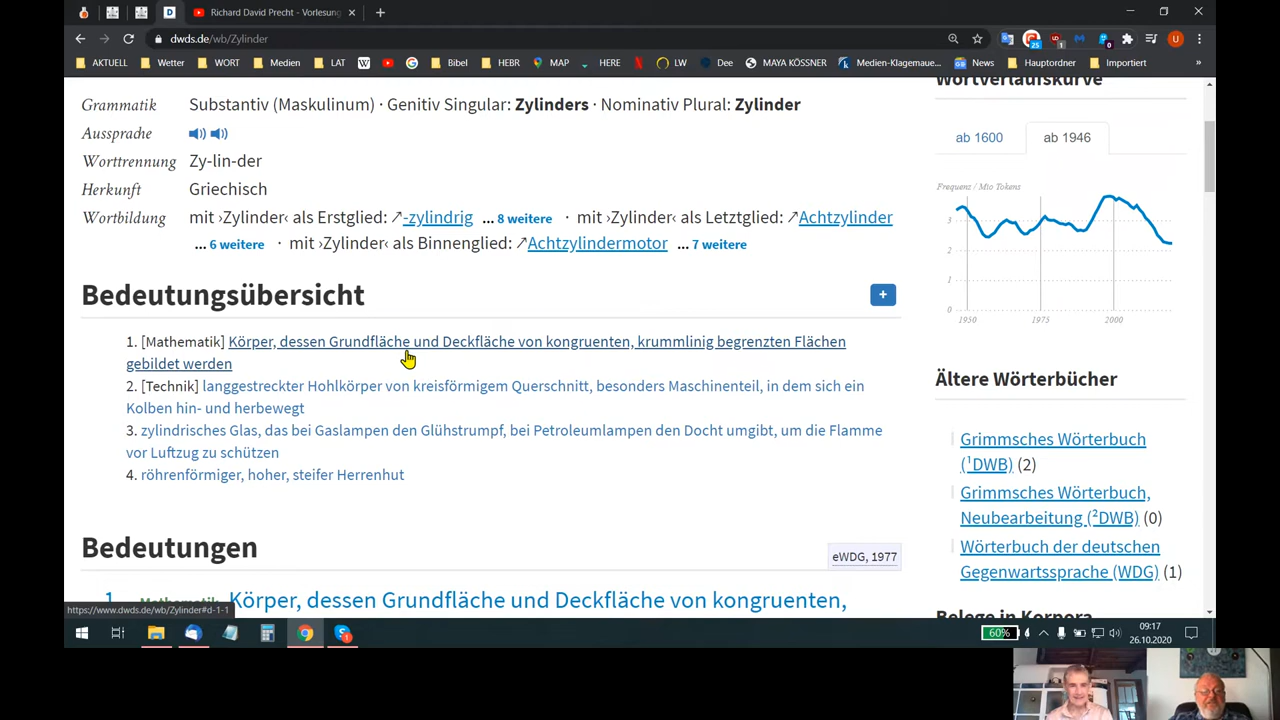 Richard David Precht - Vorlesung
dwds.de/wb/Zylinder
AKTUELL Wetter WORT Medien LAT Bibel HEBR MAP HERE LW Dee MAYA KÖSSNER Medien-Klagemaue... News Hauptordner Importiert »
Grammatik Substantiv (Maskulinum) · Genitiv Singular: Zylinders · Nominativ Plural: Zylinder
Aussprache
Worttrennung Zy-lin-der
Herkunft Griechisch
Wortbildung mit ›Zylinder‹ als Erstglied: ↗-zylindrig ... 8 weitere · mit ›Zylinder‹ als Letztglied: ↗Achtzylinder
... 6 weitere · mit ›Zylinder‹ als Binnenglied: ↗Achtzylindermotor ... 7 weitere
Bedeutungsübersicht
+
1. [Mathematik] Körper, dessen Grundfläche und Deckfläche von kongruenten, krummlinig begrenzten Flächen
gebildet werden
2. [Technik] langgestreckter Hohlkörper von kreisförmigem Querschnitt, besonders Maschinenteil, in dem sich ein
Kolben hin- und herbewegt
3. zylindrisches Glas, das bei Gaslampen den Glühstrumpf, bei Petroleumlampen den Docht umgibt, um die Flamme
vor Luftzug zu schützen
4. röhrenförmiger, hoher, steifer Herrenhut
Bedeutungen
eWDG, 1977
1. Mathematik Körper, dessen Grundfläche und Deckfläche von kongruenten,
https://www.dwds.de/wb/Zylinder#d-1-1
Wortverlaufskurve
ab 1600 ab 1946
Frequenz / Mio Tokens
3
2
1
0
1950 1975 2000
Ältere Wörterbücher
Grimmsches Wörterbuch
(¹DWB) (2)
Grimmsches Wörterbuch,
Neubearbeitung (²DWB) (0)
Wörterbuch der deutschen
Gegenwartssprache (WDG) (1)
Belege in Korpora
60%
09:17
26.10.2020